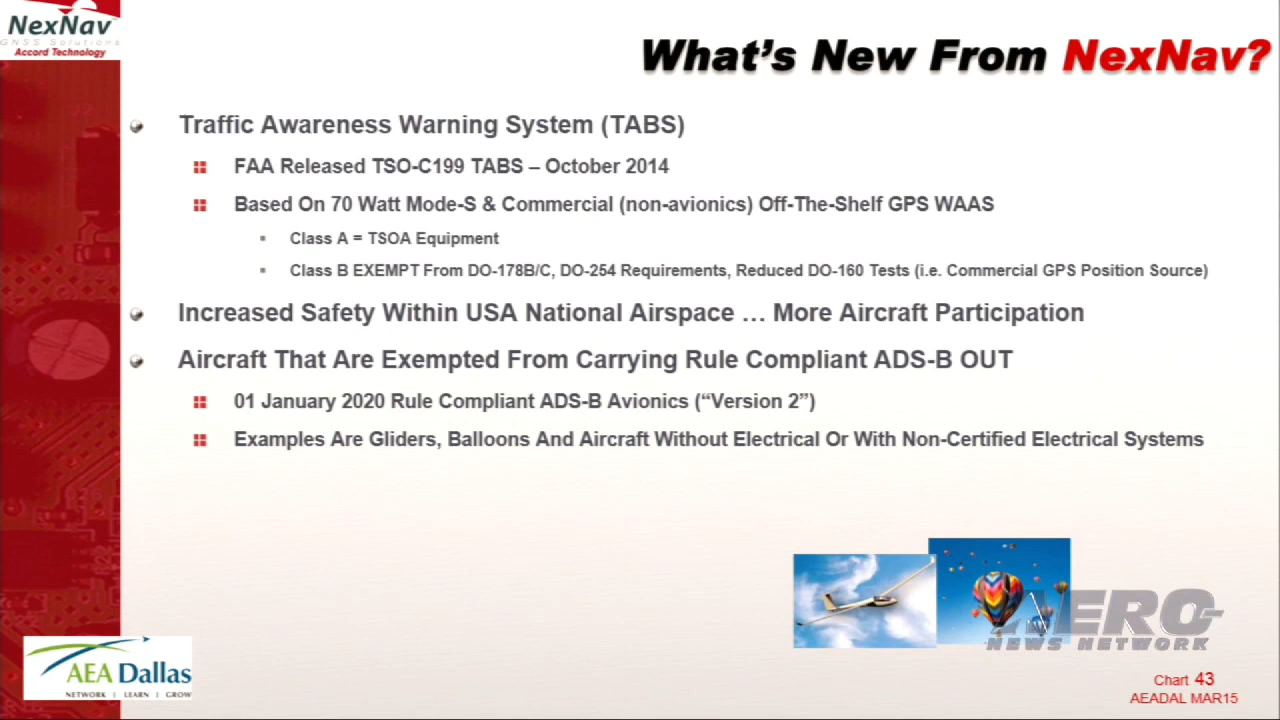 NexNav
GNSS Solutions
Accord Technology
What's New From NexNav?
Traffic Awareness Warning System (TABS)
FAA Released TSO-C199 TABS – October 2014
Based On 70 Watt Mode-S & Commercial (non-avionics) Off-The-Shelf GPS WAAS
Class A = TSOA Equipment
Class B EXEMPT From DO-178B/C, DO-254 Requirements, Reduced DO-160 Tests (i.e. Commercial GPS Position Source)
Increased Safety Within USA National Airspace … More Aircraft Participation
Aircraft That Are Exempted From Carrying Rule Compliant ADS-B OUT
01 January 2020 Rule Compliant ADS-B Avionics (“Version 2”)
Examples Are Gliders, Balloons And Aircraft Without Electrical Or With Non-Certified Electrical Systems
AERO
NEWS NETWORK
AEA Dallas
NETWORK | LEARN | GROW
Chart 43
AEADAL MAR15